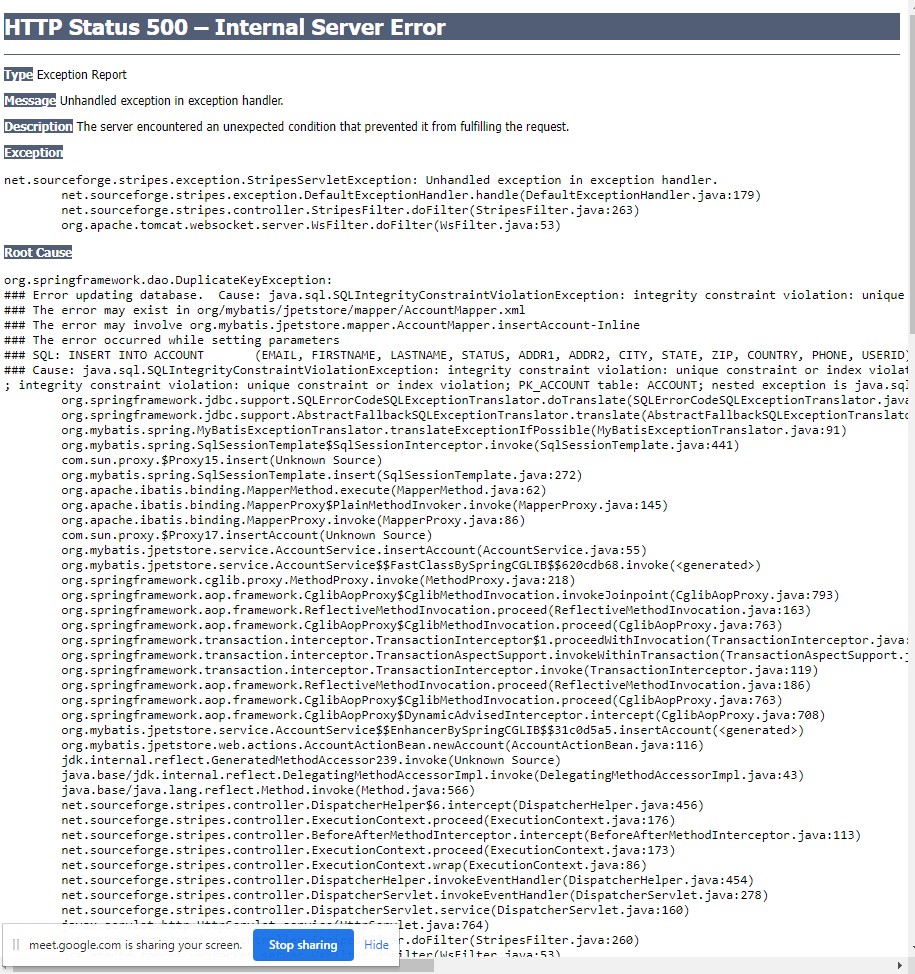 HTTP Status 500 – Internal Server Error
Type Exception Report
Message Unhandled exception in exception handler.
Description The server encountered an unexpected condition that prevented it from fulfilling the request.
Exception
net.sourceforge.stripes.exception.StripesServletException: Unhandled exception in exception handler.
net.sourceforge.stripes.exception.DefaultExceptionHandler.handle(DefaultExceptionHandler.java:179)
net.sourceforge.stripes.controller.StripesFilter.doFilter(StripesFilter.java:263)
org.apache.tomcat.websocket.server.WsFilter.doFilter(WsFilter.java:53)
Root Cause
org.springframework.dao.DuplicateKeyException:
### Error updating database.  Cause: java.sql.SQLIntegrityConstraintViolationException: integrity constraint violation: unique
### The error may exist in org/mybatis/jpetstore/mapper/AccountMapper.xml
### The error may involve org.mybatis.jpetstore.mapper.AccountMapper.insertAccount-Inline
### The error occurred while setting parameters
### SQL: INSERT INTO ACCOUNT       (EMAIL, FIRSTNAME, LASTNAME, STATUS, ADDR1, ADDR2, CITY, STATE, ZIP, COUNTRY, PHONE, USERID)
### Cause: java.sql.SQLIntegrityConstraintViolationException: integrity constraint violation: unique constraint or index violat
; integrity constraint violation: unique constraint or index violation; PK_ACCOUNT table: ACCOUNT; nested exception is java.sql
org.springframework.jdbc.support.SQLErrorCodeSQLExceptionTranslator.doTranslate(SQLErrorCodeSQLExceptionTranslator.java
org.springframework.jdbc.support.AbstractFallbackSQLExceptionTranslator.translate(AbstractFallbackSQLExceptionTranslato
org.mybatis.spring.MyBatisExceptionTranslator.translateExceptionIfPossible(MyBatisExceptionTranslator.java:91)
org.mybatis.spring.SqlSessionTemplate$SqlSessionInterceptor.invoke(SqlSessionTemplate.java:441)
com.sun.proxy.$Proxy15.insert(Unknown Source)
org.mybatis.spring.SqlSessionTemplate.insert(SqlSessionTemplate.java:272)
org.apache.ibatis.binding.MapperMethod.execute(MapperMethod.java:62)
org.apache.ibatis.binding.MapperProxy$PlainMethodInvoker.invoke(MapperProxy.java:145)
org.apache.ibatis.binding.MapperProxy.invoke(MapperProxy.java:86)
com.sun.proxy.$Proxy17.insertAccount(Unknown Source)
org.mybatis.jpetstore.service.AccountService.insertAccount(AccountService.java:55)
org.mybatis.jpetstore.service.AccountService$$FastClassBySpringCGLIB$$620cdb68.invoke(<generated>)
org.springframework.cglib.proxy.MethodProxy.invoke(MethodProxy.java:218)
org.springframework.aop.framework.CglibAopProxy$CglibMethodInvocation.invokeJoinpoint(CglibAopProxy.java:793)
org.springframework.aop.framework.ReflectiveMethodInvocation.proceed(ReflectiveMethodInvocation.java:163)
org.springframework.aop.framework.CglibAopProxy$CglibMethodInvocation.proceed(CglibAopProxy.java:763)
org.springframework.transaction.interceptor.TransactionInterceptor$1.proceedWithInvocation(TransactionInterceptor.java:
org.springframework.transaction.interceptor.TransactionAspectSupport.invokeWithinTransaction(TransactionAspectSupport.j
org.springframework.transaction.interceptor.TransactionInterceptor.invoke(TransactionInterceptor.java:119)
org.springframework.aop.framework.ReflectiveMethodInvocation.proceed(ReflectiveMethodInvocation.java:186)
org.springframework.aop.framework.CglibAopProxy$CglibMethodInvocation.proceed(CglibAopProxy.java:763)
org.springframework.aop.framework.CglibAopProxy$DynamicAdvisedInterceptor.intercept(CglibAopProxy.java:708)
org.mybatis.jpetstore.service.AccountService$$EnhancerBySpringCGLIB$$31c0d5a5.insertAccount(<generated>)
org.mybatis.jpetstore.web.actions.AccountActionBean.newAccount(AccountActionBean.java:116)
jdk.internal.reflect.GeneratedMethodAccessor239.invoke(Unknown Source)
java.base/jdk.internal.reflect.DelegatingMethodAccessorImpl.invoke(DelegatingMethodAccessorImpl.java:43)
java.base/java.lang.reflect.Method.invoke(Method.java:566)
net.sourceforge.stripes.controller.DispatcherHelper$6.intercept(DispatcherHelper.java:456)
net.sourceforge.stripes.controller.ExecutionContext.proceed(ExecutionContext.java:176)
net.sourceforge.stripes.controller.BeforeAfterMethodInterceptor.intercept(BeforeAfterMethodInterceptor.java:113)
net.sourceforge.stripes.controller.ExecutionContext.proceed(ExecutionContext.java:173)
net.sourceforge.stripes.controller.ExecutionContext.wrap(ExecutionContext.java:86)
net.sourceforge.stripes.controller.DispatcherHelper.invokeEventHandler(DispatcherHelper.java:454)
net.sourceforge.stripes.controller.DispatcherServlet.invokeEventHandler(DispatcherServlet.java:278)
net.sourceforge.stripes.controller.DispatcherServlet.service(DispatcherServlet.java:160)
let.java:764)
r.doFilter(StripesFilter.java:260)
ilter(WsFilter.java:53)
meet.google.com is sharing your screen. Stop sharing Hide